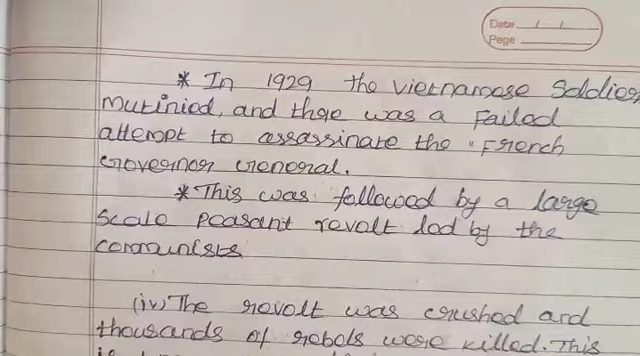 Date / /
Page
* In 1929 the vietnamese Soldier
mutinied, and there was a Failed
attempt to assassinate the "French
Governor General.
* This was followed by a large
Scale peasant revolt led by the
communists
(iv) The revolt was crushed and
thousands of rebels were killed. This